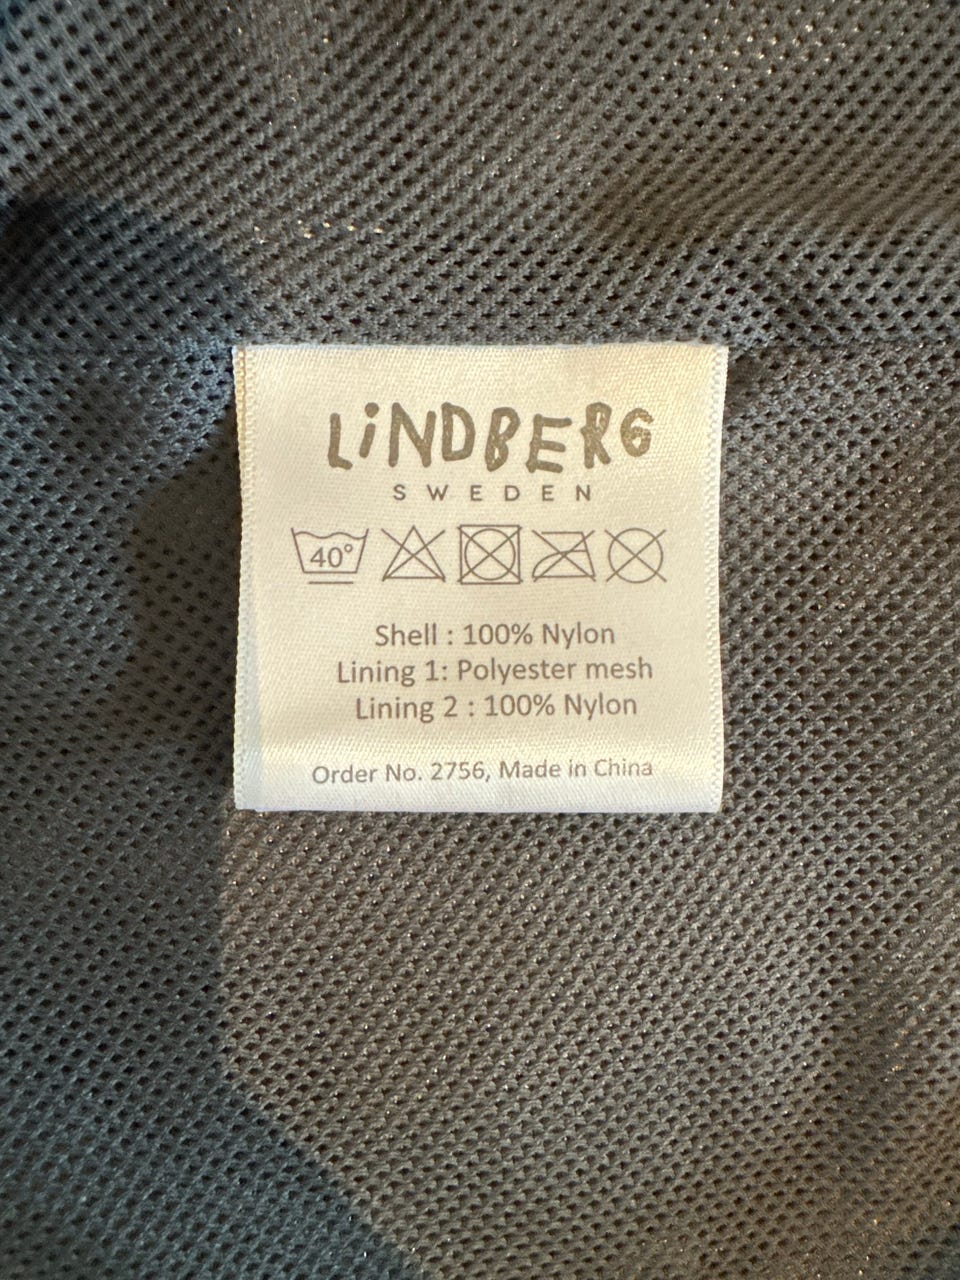 LiNDBERG
SWEDEN
40°
Shell : 100% Nylon
Lining 1: Polyester mesh
Lining 2 : 100% Nylon
Order No. 2756, Made in China